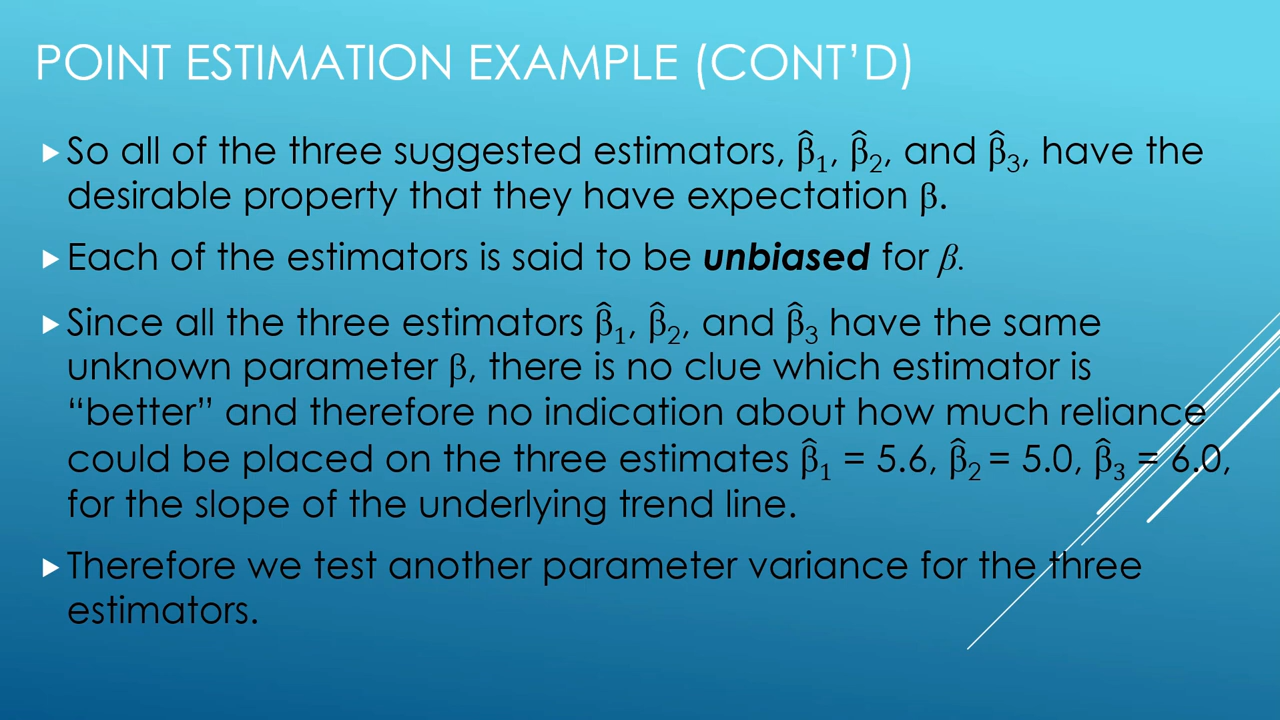 POINT ESTIMATION EXAMPLE (CONT’D)
So all of the three suggested estimators, β̂₁, β̂₂, and β̂₃, have the
desirable property that they have expectation β.
Each of the estimators is said to be unbiased for β.
Since all the three estimators β̂₁, β̂₂, and β̂₃ have the same
unknown parameter β, there is no clue which estimator is
“better” and therefore no indication about how much reliance
could be placed on the three estimates β̂₁ = 5.6, β̂₂ = 5.0, β̂₃ = 6.0,
for the slope of the underlying trend line.
Therefore we test another parameter variance for the three
estimators.